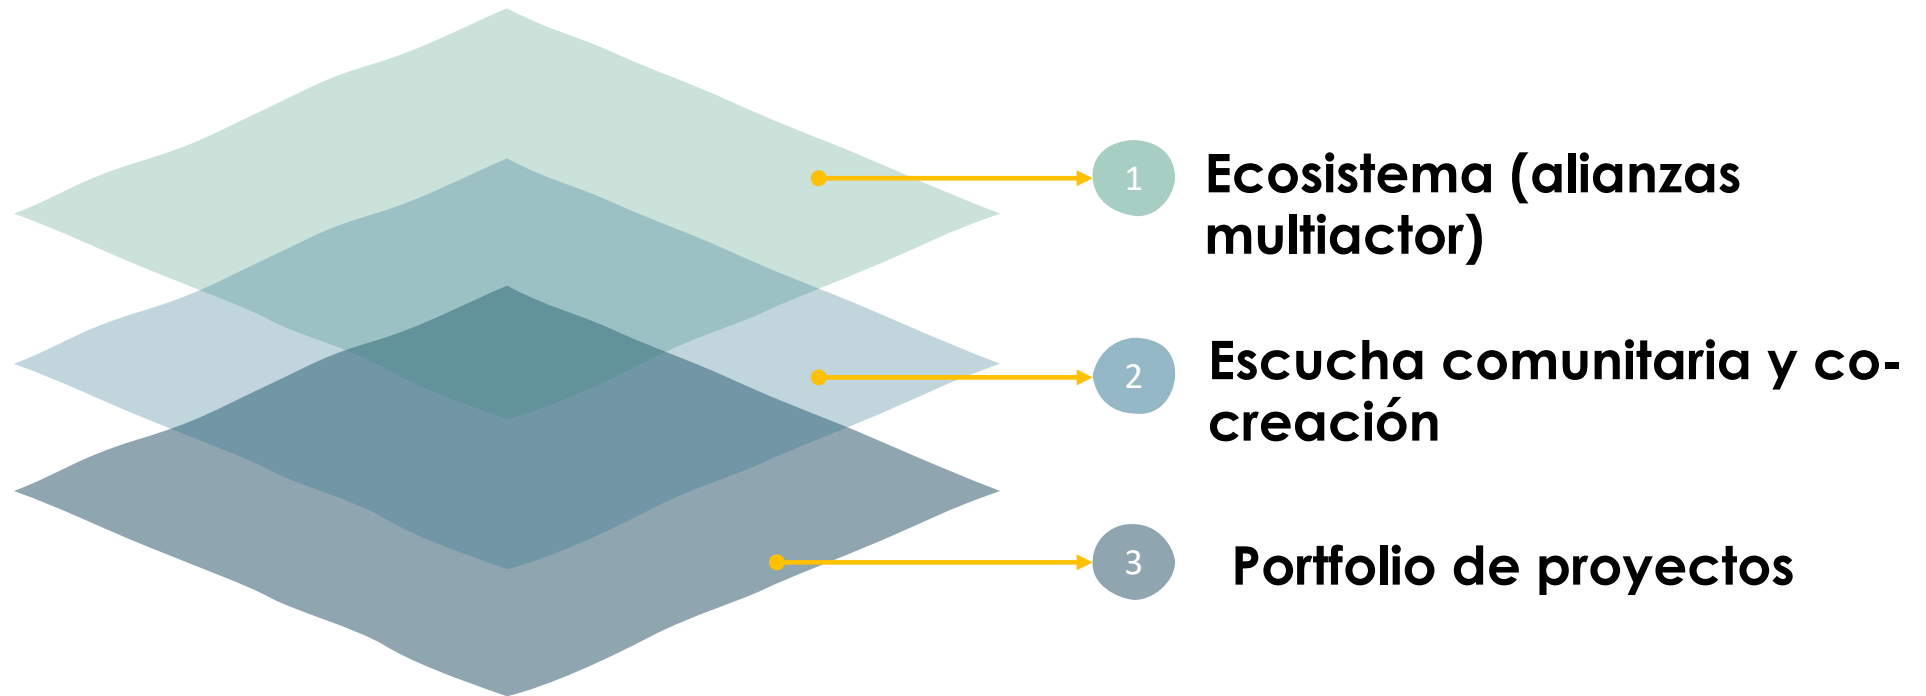 1
Ecosistema (alianzas
multiactor)
2
Escucha comunitaria y co-
creación
3
Portfolio de proyectos